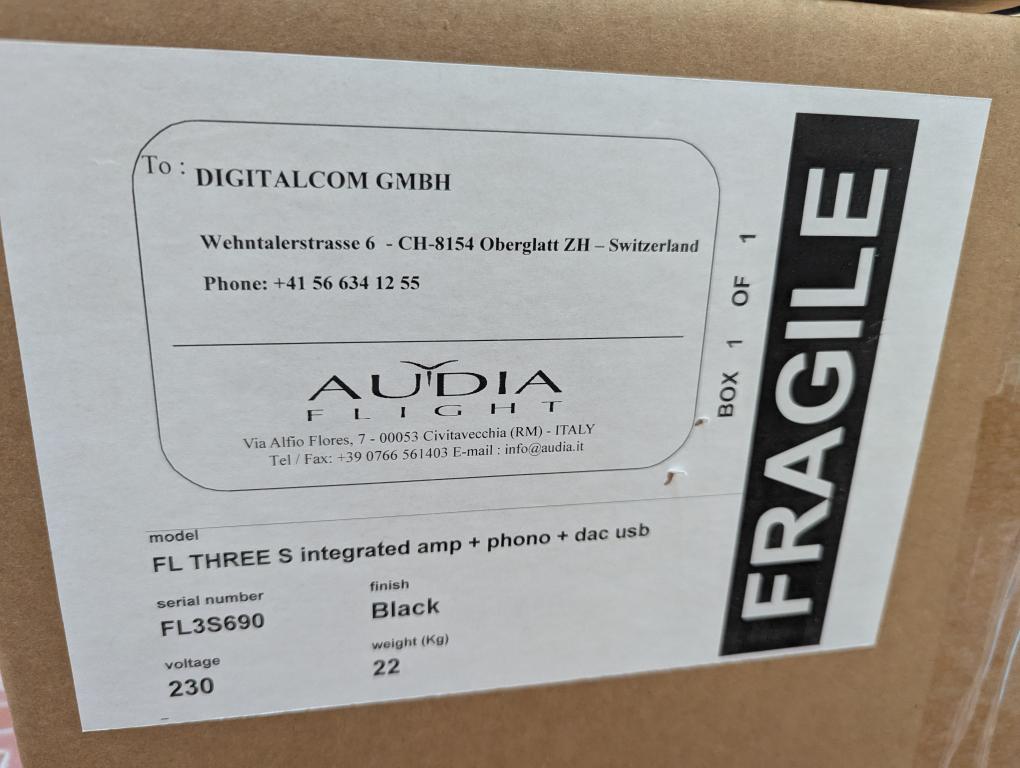 To : DIGITALCOM GMBH
Wehntalerstrasse 6 - CH-8154 Oberglatt ZH – Switzerland
Phone: +41 56 634 12 55
AUDIA
FLIGHT
Via Alfio Flores, 7 - 00053 Civitavecchia (RM) - ITALY
Tel / Fax: +39 0766 561403 E-mail : info@audia.it
BOX 1 OF 1
FRAGILE
model
FL THREE S integrated amp + phono + dac usb
serial number
FL3S690
finish
Black
voltage
230
weight (Kg)
22